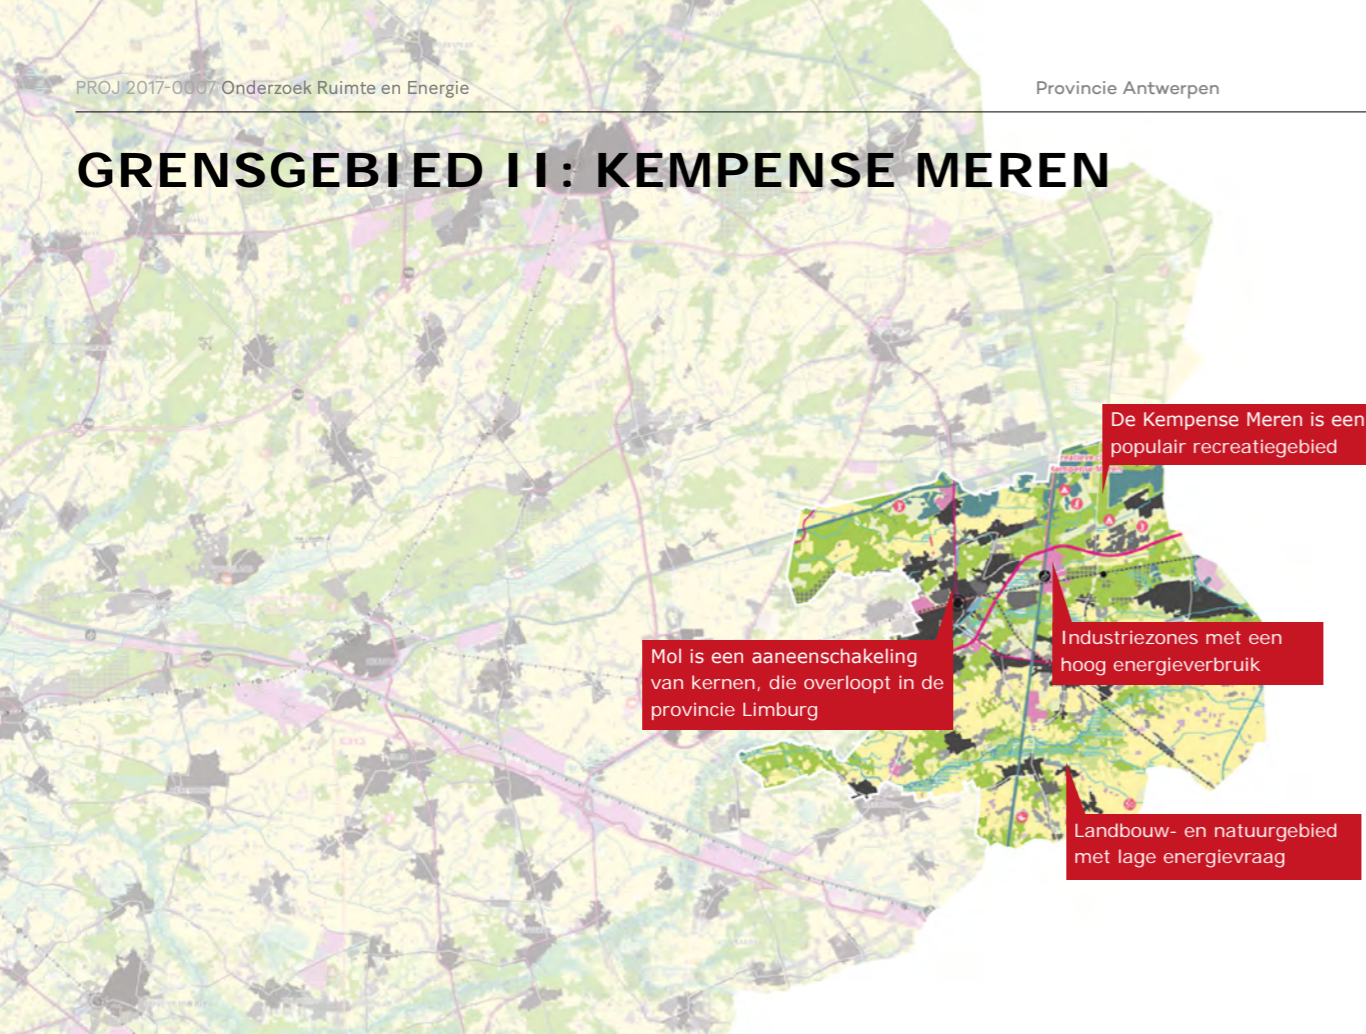 PROJ 2017-0007 Onderzoek Ruimte en Energie
Provincie Antwerpen
GRENSGEBIED II: KEMPENSE MEREN
De Kempense Meren is een
populair recreatiegebied
Mol is een aaneenschakeling
van kernen, die overloopt in de
provincie Limburg
Industriezones met een
hoog energieverbruik
Landbouw- en natuurgebied
met lage energievraag
E313